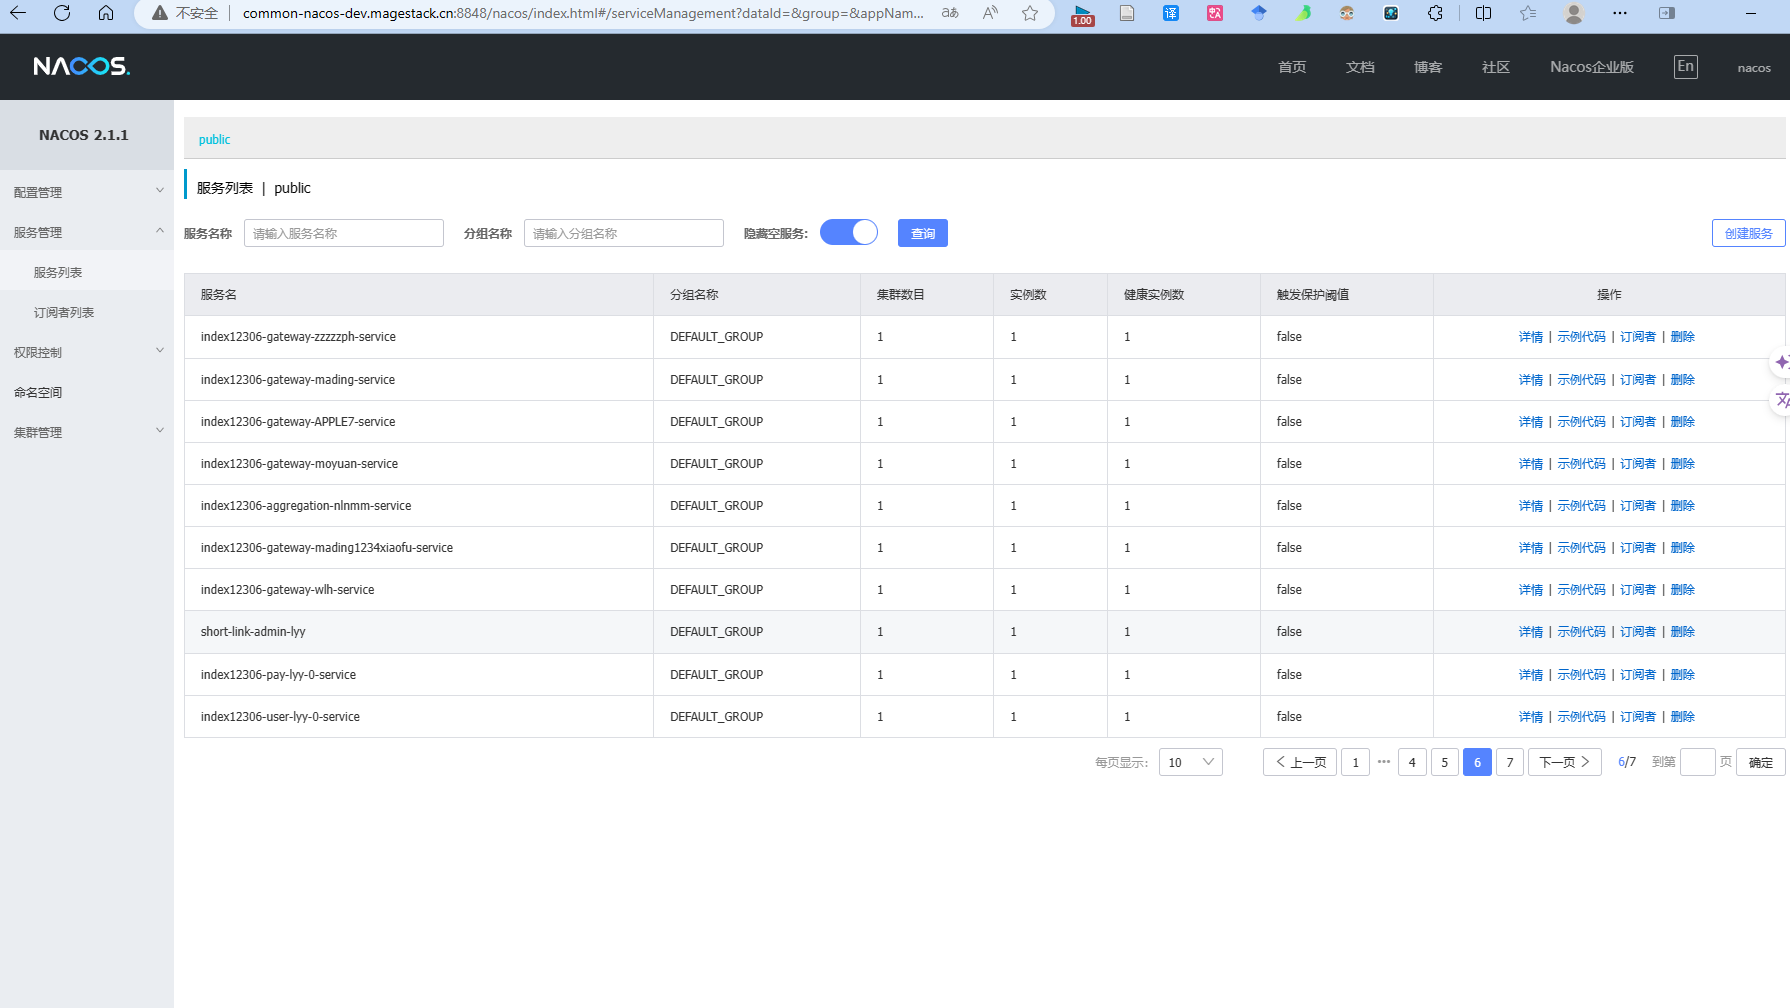 不安全 common-nacos-dev.magestack.cn:8848/nacos/index.html#/serviceManagement?dataId=&group=&appNam... aあ A
1.00 译
NACOS. 首页 文档 博客 社区 Nacos企业版 En nacos
NACOS 2.1.1
配置管理
服务管理
服务列表
订阅者列表
权限控制
命名空间
集群管理
public
服务列表 | public
服务名称 请输入服务名称 分组名称 请输入分组名称 隐藏空服务: 查询 创建服务
服务名 分组名称 集群数目 实例数 健康实例数 触发保护阈值 操作
index12306-gateway-zzzzzph-service DEFAULT_GROUP 1 1 1 false 详情 | 示例代码 | 订阅者 | 删除
index12306-gateway-mading-service DEFAULT_GROUP 1 1 1 false 详情 | 示例代码 | 订阅者 | 删除
index12306-gateway-APPLE7-service DEFAULT_GROUP 1 1 1 false 详情 | 示例代码 | 订阅者 | 删除
index12306-gateway-moyuan-service DEFAULT_GROUP 1 1 1 false 详情 | 示例代码 | 订阅者 | 删除
index12306-aggregation-nlnmm-service DEFAULT_GROUP 1 1 1 false 详情 | 示例代码 | 订阅者 | 删除
index12306-gateway-mading1234xiaofu-service DEFAULT_GROUP 1 1 1 false 详情 | 示例代码 | 订阅者 | 删除
index12306-gateway-wlh-service DEFAULT_GROUP 1 1 1 false 详情 | 示例代码 | 订阅者 | 删除
short-link-admin-lyy DEFAULT_GROUP 1 1 1 false 详情 | 示例代码 | 订阅者 | 删除
index12306-pay-lyy-0-service DEFAULT_GROUP 1 1 1 false 详情 | 示例代码 | 订阅者 | 删除
index12306-user-lyy-0-service DEFAULT_GROUP 1 1 1 false 详情 | 示例代码 | 订阅者 | 删除
每页显示: 10 上一页 1 ••• 4 5 6 7 下一页 6/7 到第 页 确定